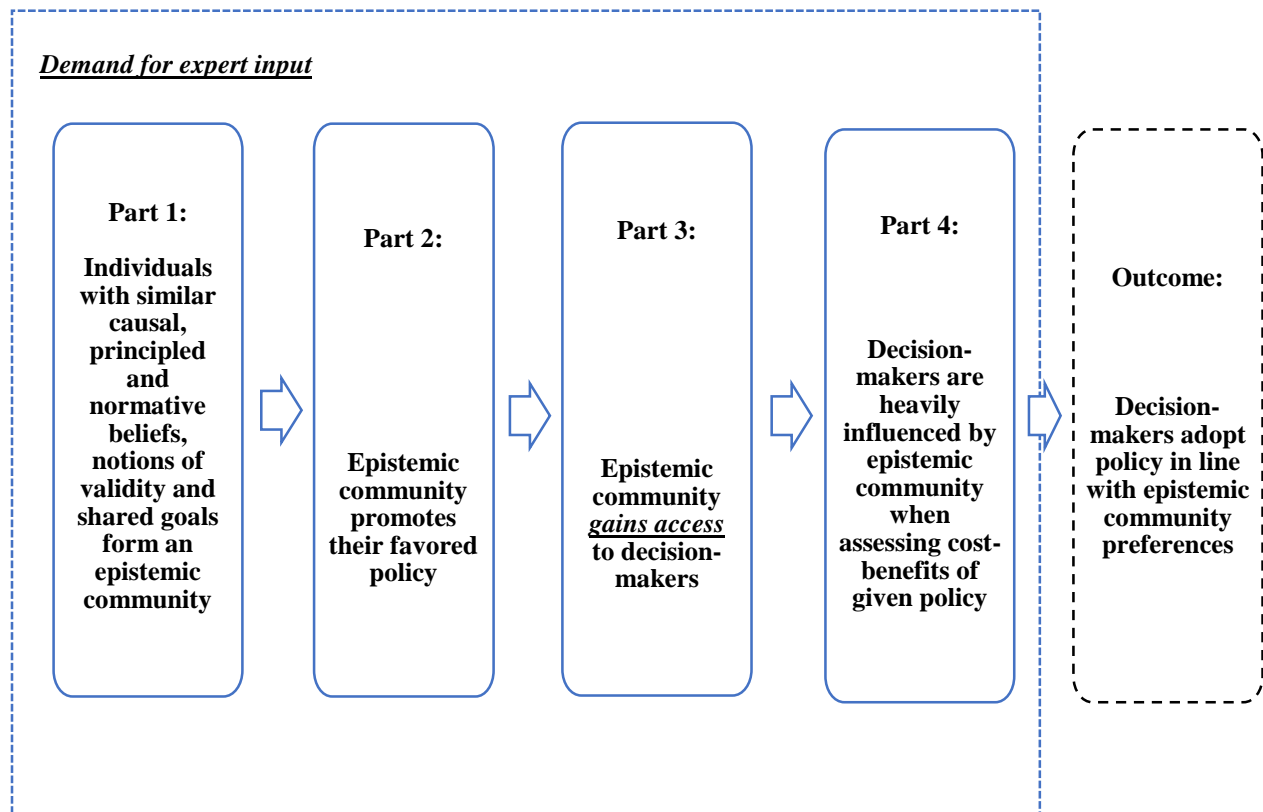 Demand for expert input
Part 1:
Individuals
with similar
causal,
principled
and
normative
beliefs,
notions of
validity and
shared goals
form an
epistemic
community
Part 2:
Epistemic
community
promotes
their favored
policy
Part 3:
Epistemic
community
gains access
to decision-
makers
Part 4:
Decision-
makers are
heavily
influenced by
epistemic
community
when
assessing cost-
benefits of
given policy
Outcome:
Decision-
makers adopt
policy in line
with epistemic
community
preferences